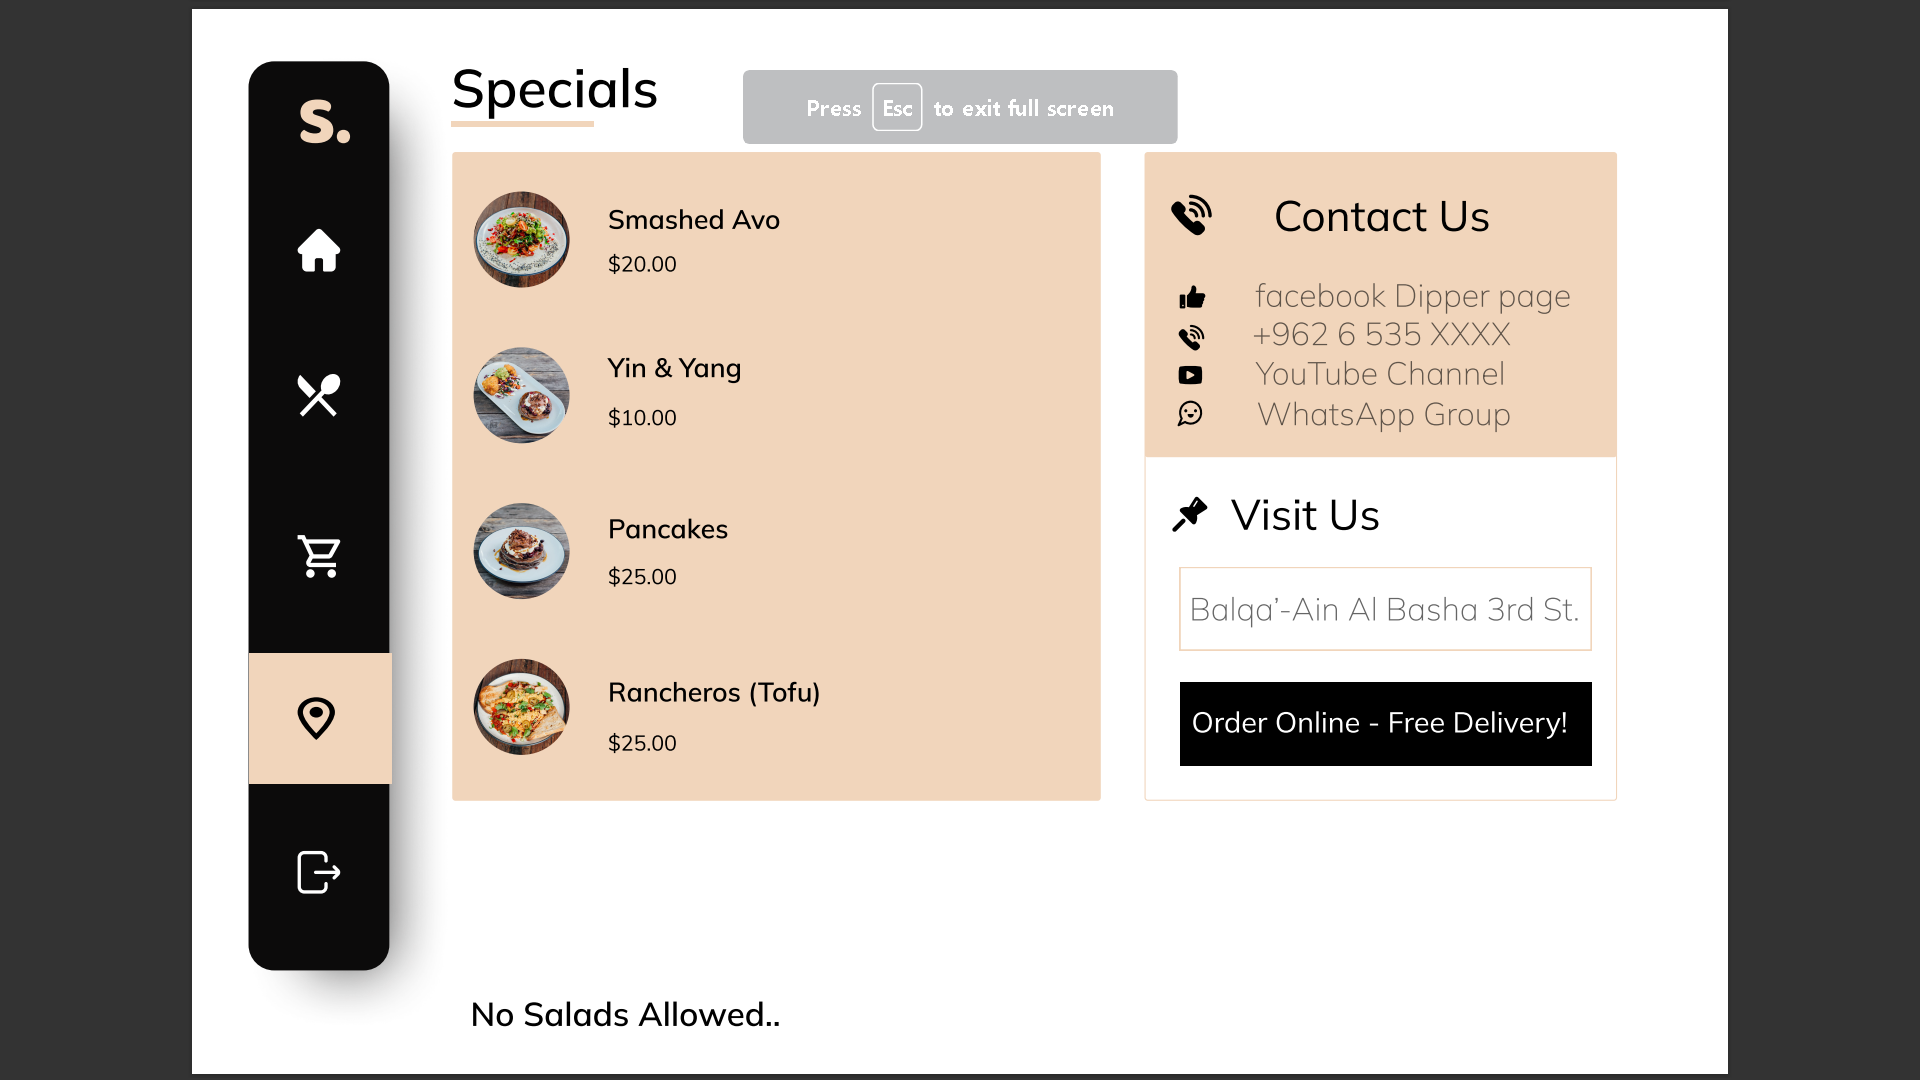 S.
Specials
Press Esc to exit full screen
Smashed Avo
$20.00
Yin & Yang
$10.00
Pancakes
$25.00
Rancheros (Tofu)
$25.00
Contact Us
facebook Dipper page
+962 6 535 XXXX
YouTube Channel
WhatsApp Group
Visit Us
Balqa’-Ain Al Basha 3rd St.
Order Online - Free Delivery!
No Salads Allowed..